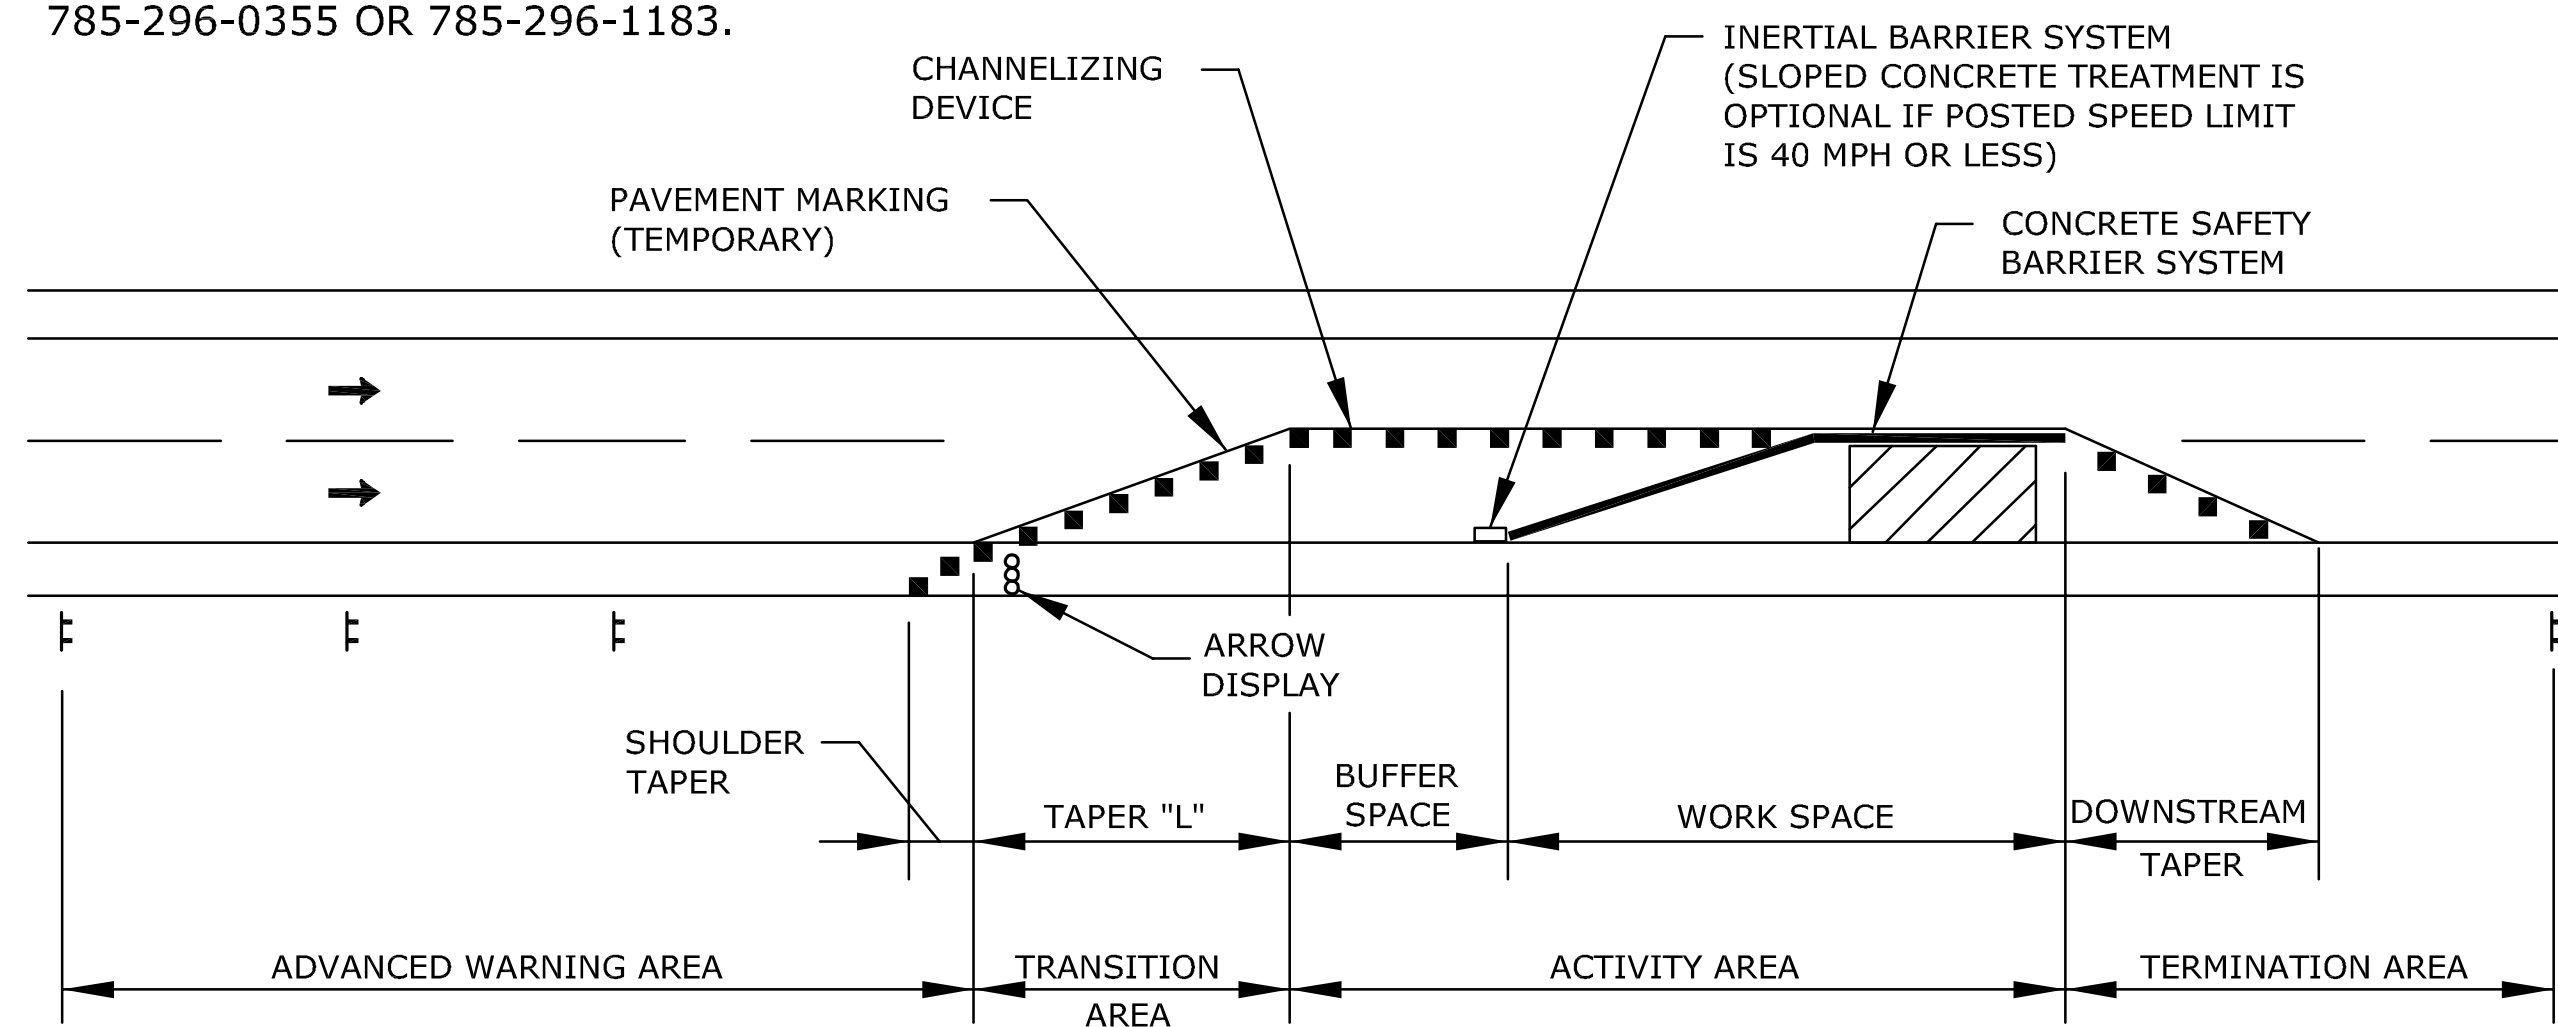 785-296-0355 OR 785-296-1183.
CHANNELIZING
DEVICE
INERTIAL BARRIER SYSTEM
(SLOPED CONCRETE TREATMENT IS
OPTIONAL IF POSTED SPEED LIMIT
IS 40 MPH OR LESS)
PAVEMENT MARKING
(TEMPORARY)
CONCRETE SAFETY
BARRIER SYSTEM
ARROW
DISPLAY
SHOULDER
TAPER
TAPER "L"
BUFFER
SPACE
WORK SPACE
DOWNSTREAM
TAPER
ADVANCED WARNING AREA
TRANSITION
AREA
ACTIVITY AREA
TERMINATION AREA